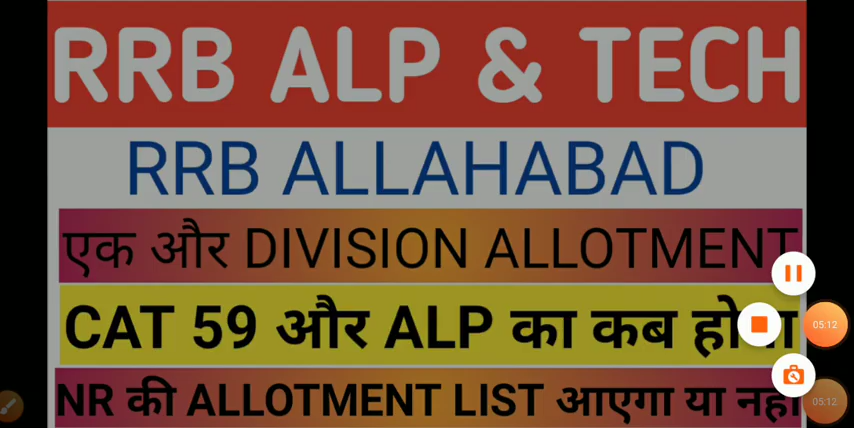 RRB ALP & TECH
RRB ALLAHABAD
एक और DIVISION ALLOTMENT
CAT 59 और ALP का कब
05:12
NR की ALLOTMENT LIST आएगा या नहीं
05:12